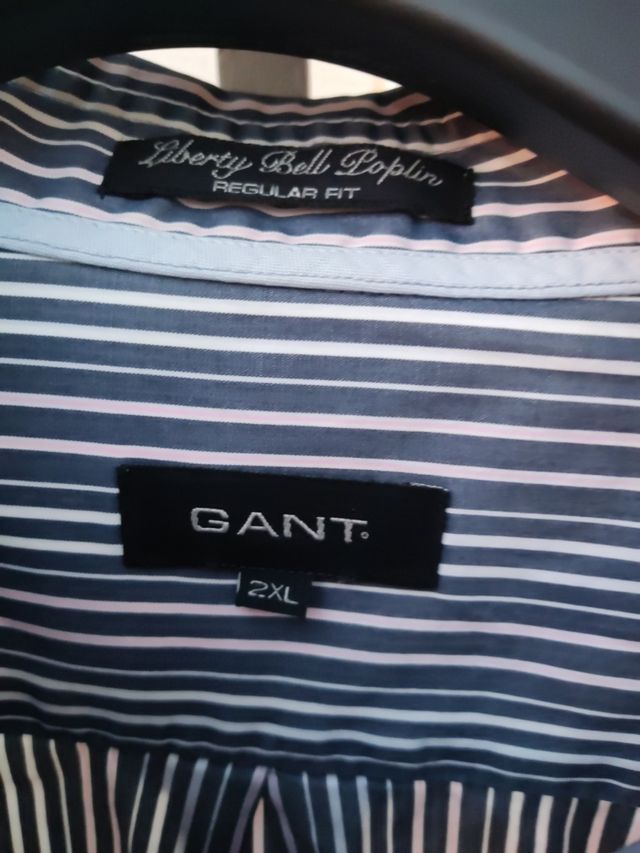 Liberty Bell Poplin
REGULAR FIT
GANT
2XL